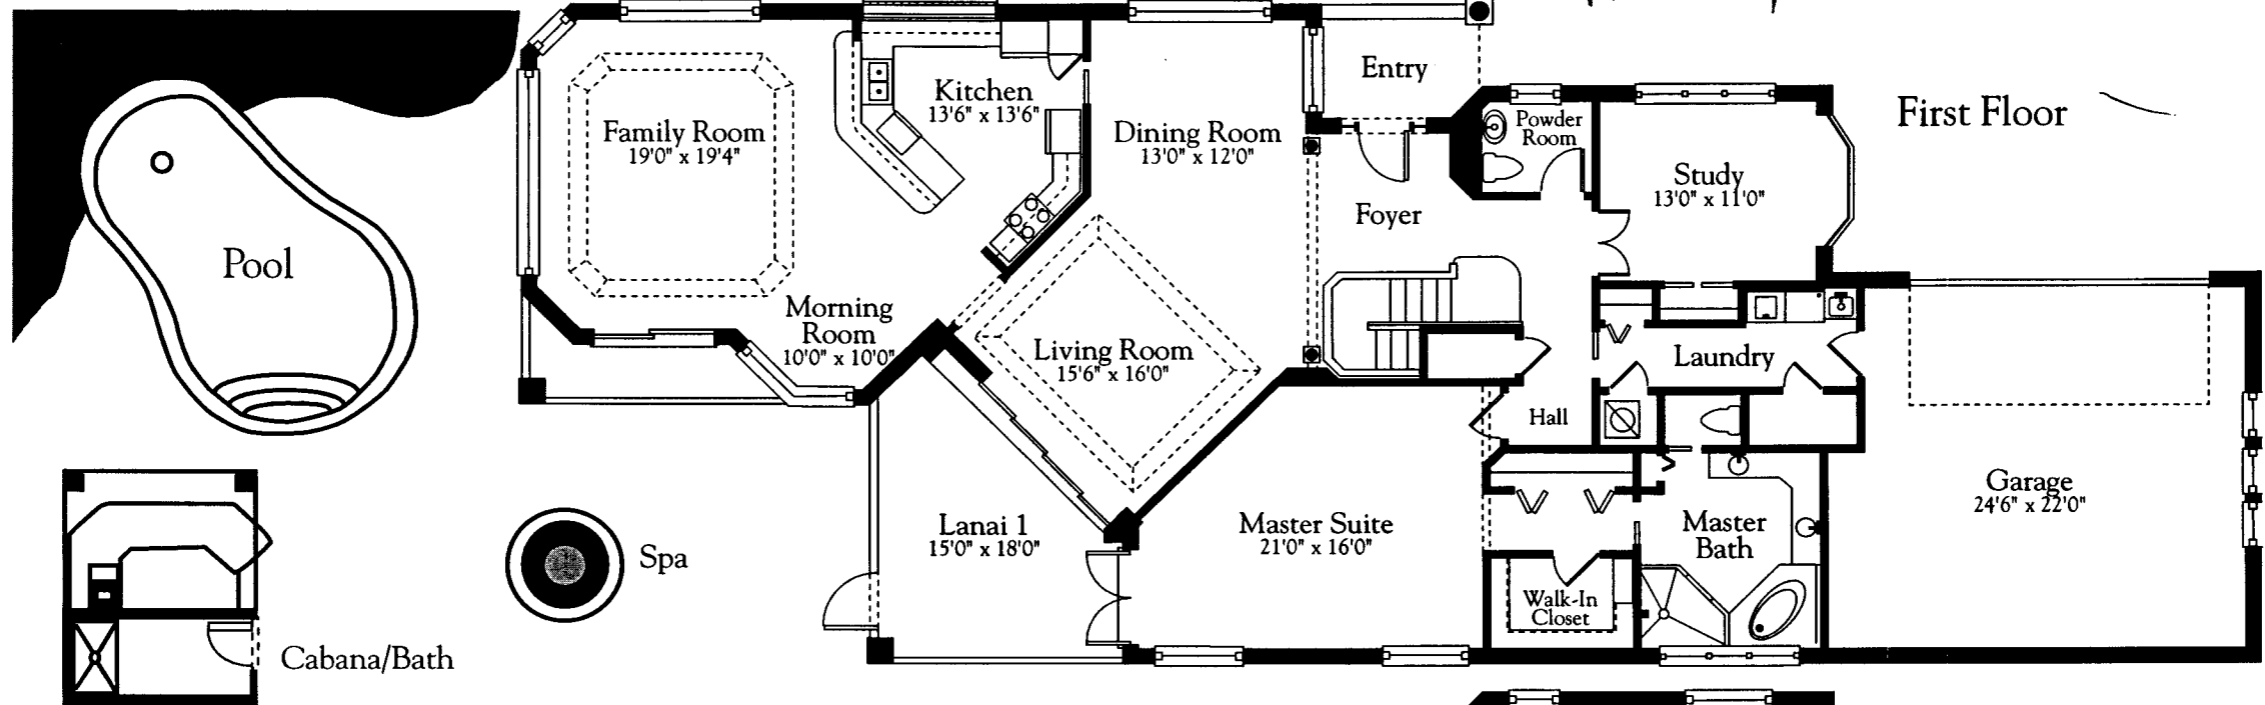 First Floor
Entry
Kitchen
13'6" x 13'6"
Family Room
19'0" x 19'4"
Dining Room
13'0" x 12'0"
Powder
Room
Study
13'0" x 11'0"
Foyer
Pool
Morning
Room
10'0" x 10'0"
Living Room
15'6" x 16'0"
Laundry
Hall
Garage
24'6" x 22'0"
Lanai 1
15'0" x 18'0"
Master Suite
21'0" x 16'0"
Master
Bath
Spa
Walk-In
Closet
Cabana/Bath